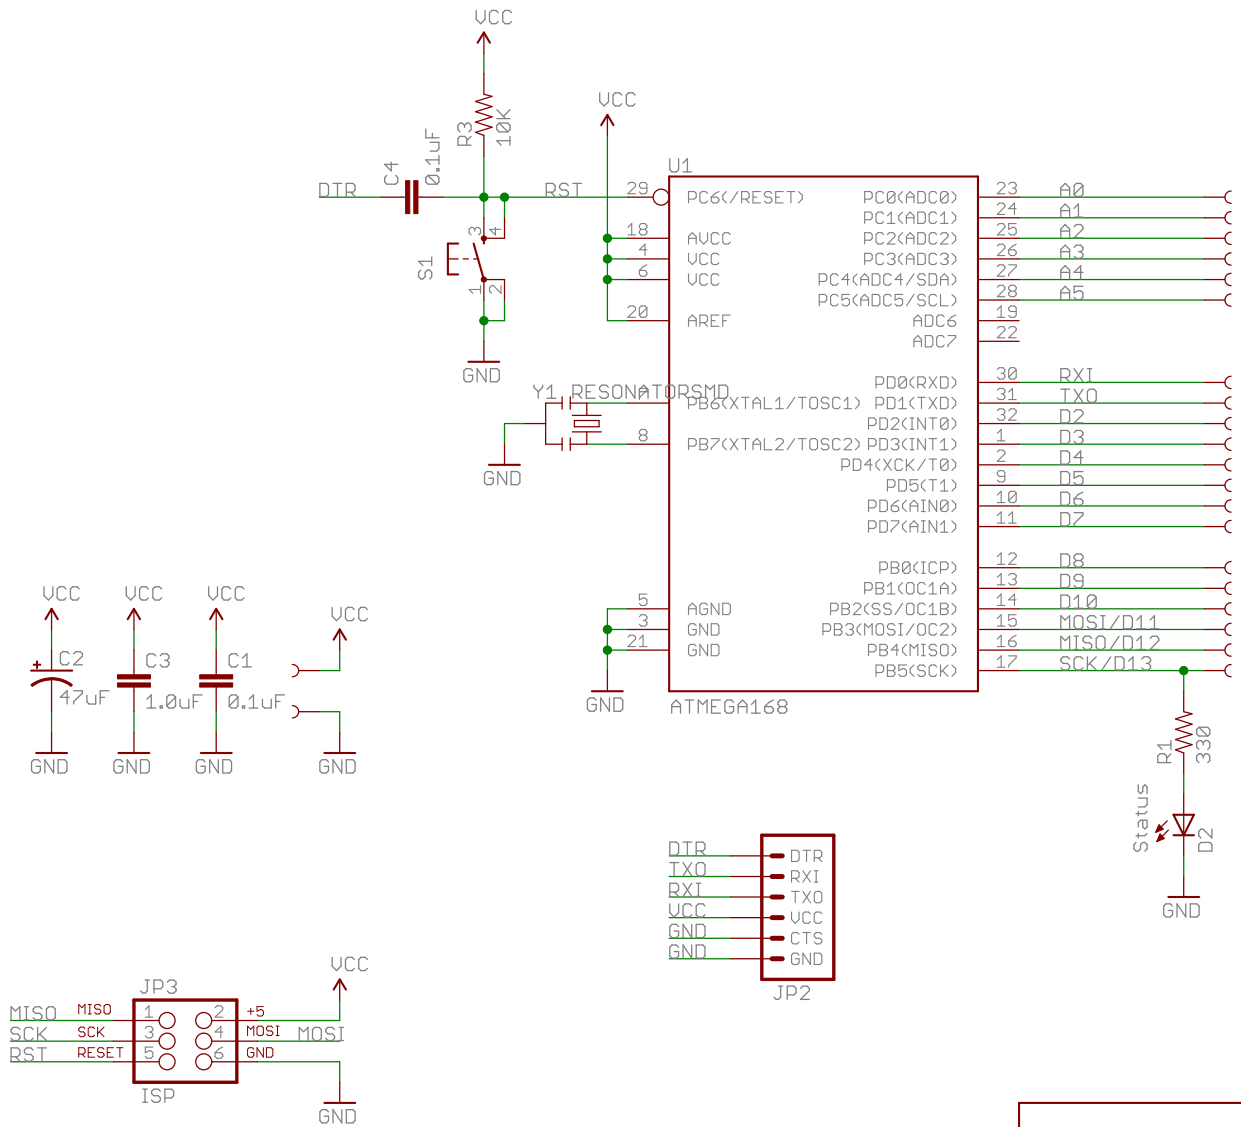 VCC
R3
10K
VCC
C4
0.1uF
U1
DTR
RST
29
PC6(/RESET)
PC0(ADC0)
23
A0
PC1(ADC1)
24
A1
3
4
18
AVCC
PC2(ADC2)
25
A2
S1
4
VCC
PC3(ADC3)
26
A3
6
VCC
PC4(ADC4/SDA)
27
A4
1
2
PC5(ADC5/SCL)
28
A5
20
AREF
ADC6
19
ADC7
22
GND
Y1
RESONATORSMD
PD0(RXD)
30
RXI
PB6(XTAL1/TOSC1)
PD1(TXD)
31
TXO
PD2(INT0)
32
D2
8
PB7(XTAL2/TOSC2)
PD3(INT1)
1
D3
GND
PD4(XCK/T0)
2
D4
PD5(T1)
9
D5
PD6(AIN0)
10
D6
PD7(AIN1)
11
D7
PB0(ICP)
12
D8
PB1(OC1A)
13
D9
5
AGND
PB2(SS/OC1B)
14
D10
3
GND
PB3(MOSI/OC2)
15
MOSI/D11
21
GND
PB4(MISO)
16
MISO/D12
PB5(SCK)
17
SCK/D13
GND
ATMEGA168
VCC
VCC
VCC
VCC
+
C2
C3
C1
47uF
1.0uF
0.1uF
GND
GND
GND
GND
R1
330
Status
D2
GND
DTR
DTR
TXO
RXI
RXI
TXO
VCC
VCC
GND
CTS
GND
GND
JP2
VCC
JP3
MISO
MISO
1
2
+5
SCK
SCK
3
4
MOSI
MOSI
RST
RESET
5
6
GND
ISP
GND